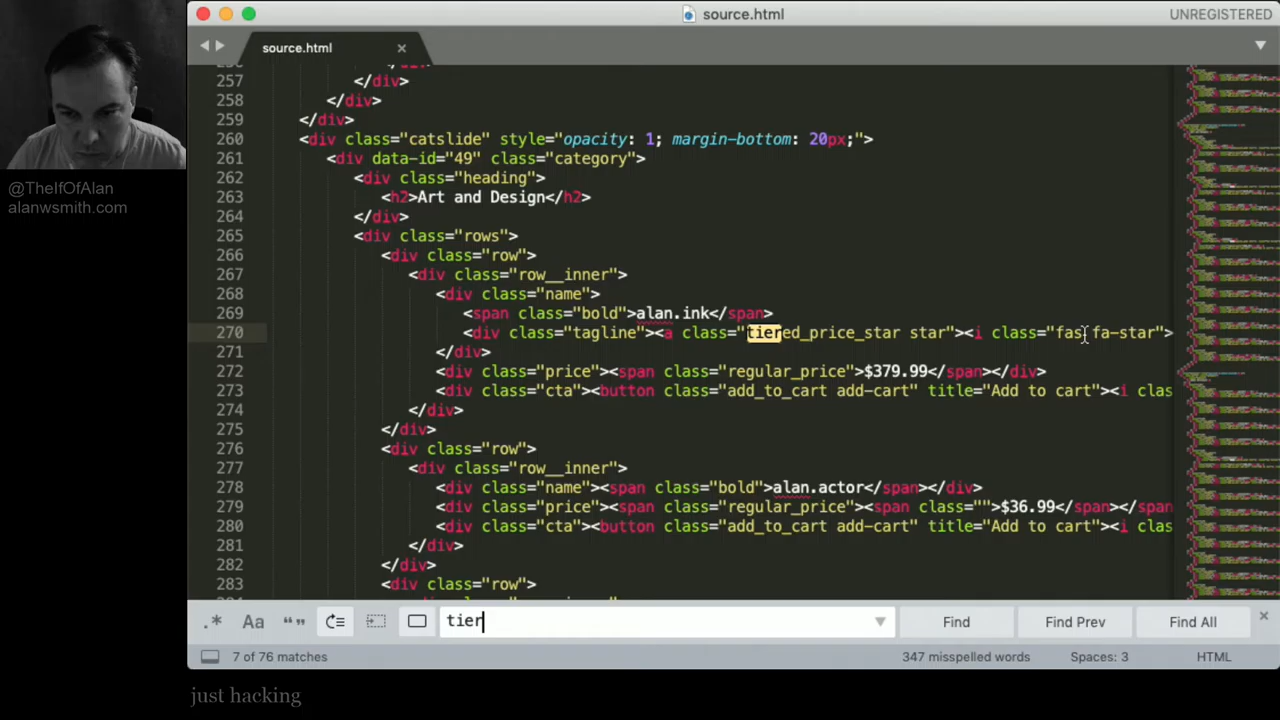 source.html
UNREGISTERED
source.html
257 </div>
258 </div>
259 </div>
260 <div class="catslide" style="opacity: 1; margin-bottom: 20px;">
261 <div data-id="49" class="category">
262 <div class="heading">
263 <h2>Art and Design</h2>
264 </div>
265 <div class="rows">
266 <div class="row">
267 <div class="row__inner">
268 <div class="name">
269 <span class="bold">alan.ink</span>
270 <div class="tagline"><a class="tiered_price_star star"><i class="fas fa-star">
271 </div>
272 <div class="price"><span class="regular_price">$379.99</span></div>
273 <div class="cta"><button class="add_to_cart add-cart" title="Add to cart"><i clas
274 </div>
275 </div>
276 <div class="row">
277 <div class="row__inner">
278 <div class="name"><span class="bold">alan.actor</span></div>
279 <div class="price"><span class="regular_price"><span class="">$36.99</span></span
280 <div class="cta"><button class="add_to_cart add-cart" title="Add to cart"><i clas
281 </div>
282 </div>
283 <div class="row">
.* Aa “” tier Find Find Prev Find All
7 of 76 matches 347 misspelled words Spaces: 3 HTML
@TheIfOfAlan
alanwsmith.com
just hacking